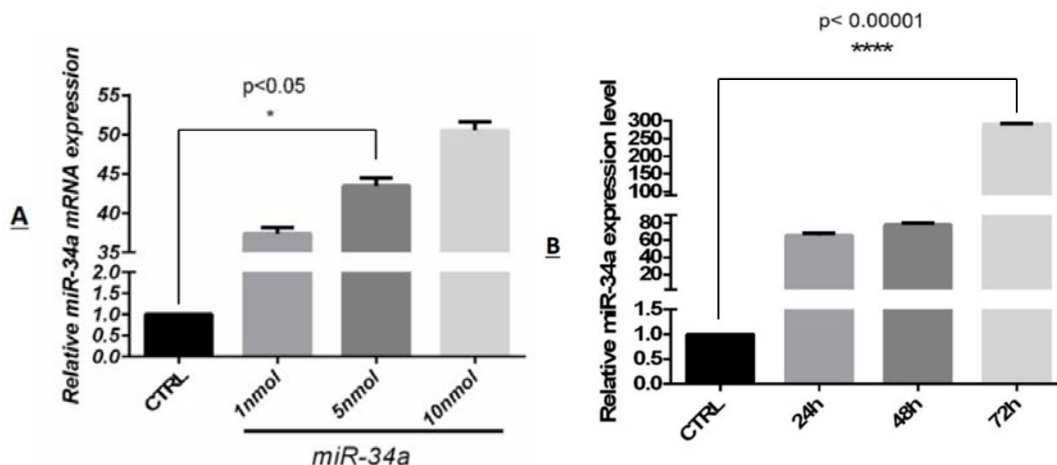 A
Relative miR-34a mRNA expression
p<0.05
*
55
50
45
40
35
2.0
1.5
1.0
0.5
0.0
CTRL
1nmol
5nmol
10nmol
miR-34a
B
Relative miR-34a expression level
p< 0.00001
****
300
250
200
150
100
80
60
40
20
1.5
1.0
0.5
0.0
CTRL
24h
48h
72h